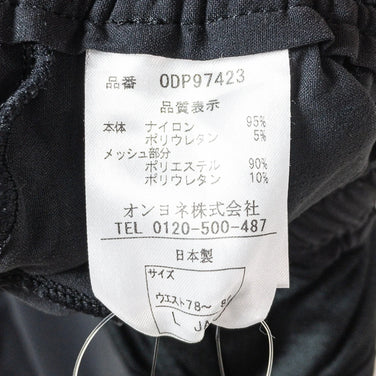 品番 ODP97423
品質表示
本体 ナイロン 95%
ポリウレタン 5%
メッシュ部分
ポリエステル 90%
ポリウレタン 10%
オンヨネ株式会社
TEL 0120-500-487
日本製
サイズ
ウエスト78～
L